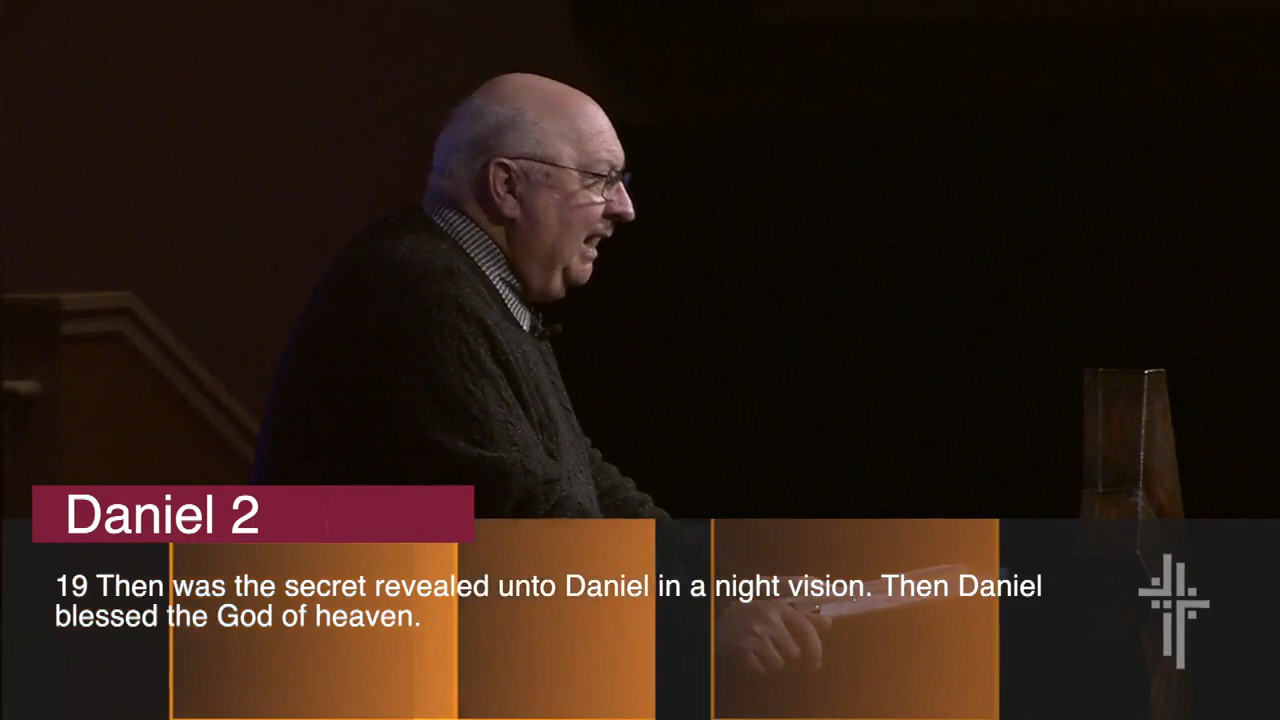 Daniel 2
19 Then was the secret revealed unto Daniel in a night vision. Then Daniel
blessed the God of heaven.